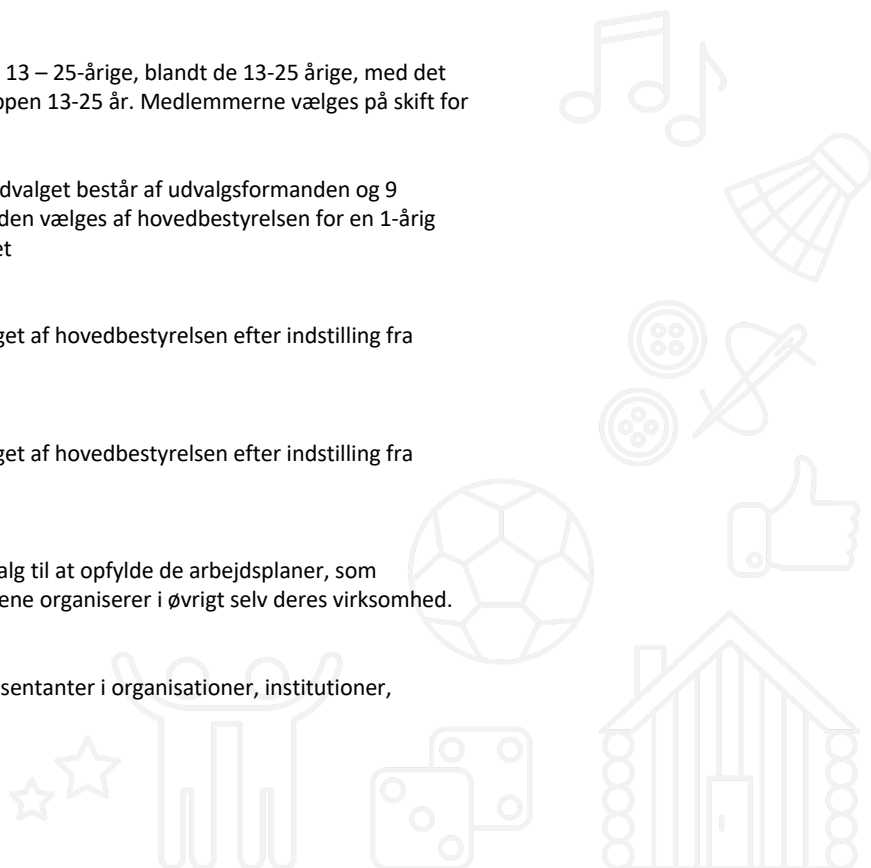 13 – 25-årige, blandt de 13-25 årige, med det
pen 13-25 år. Medlemmerne vælges på skift for
dvalget består af udvalgsformanden og 9
den vælges af hovedbestyrelsen for en 1-årig
et
get af hovedbestyrelsen efter indstilling fra
get af hovedbestyrelsen efter indstilling fra
alg til at opfylde de arbejdsplaner, som
ene organiserer i øvrigt selv deres virksomhed.
sentanter i organisationer, institutioner,